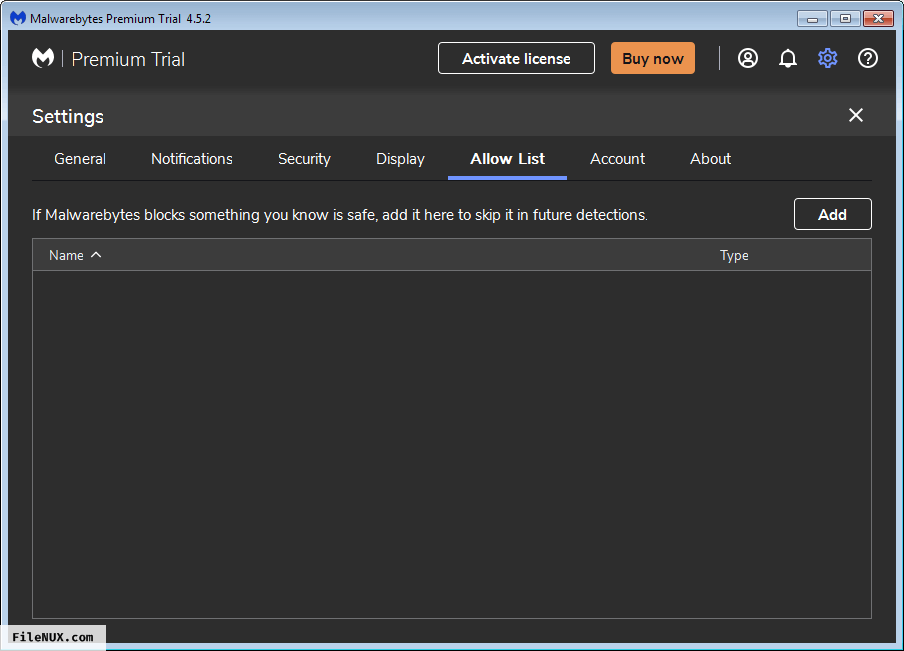 Malwarebytes Premium Trial 4.5.2
Premium Trial
Activate license
Buy now
Settings
General Notifications Security Display Allow List Account About
If Malwarebytes blocks something you know is safe, add it here to skip it in future detections.
Add
Name Type
FileNUX.com